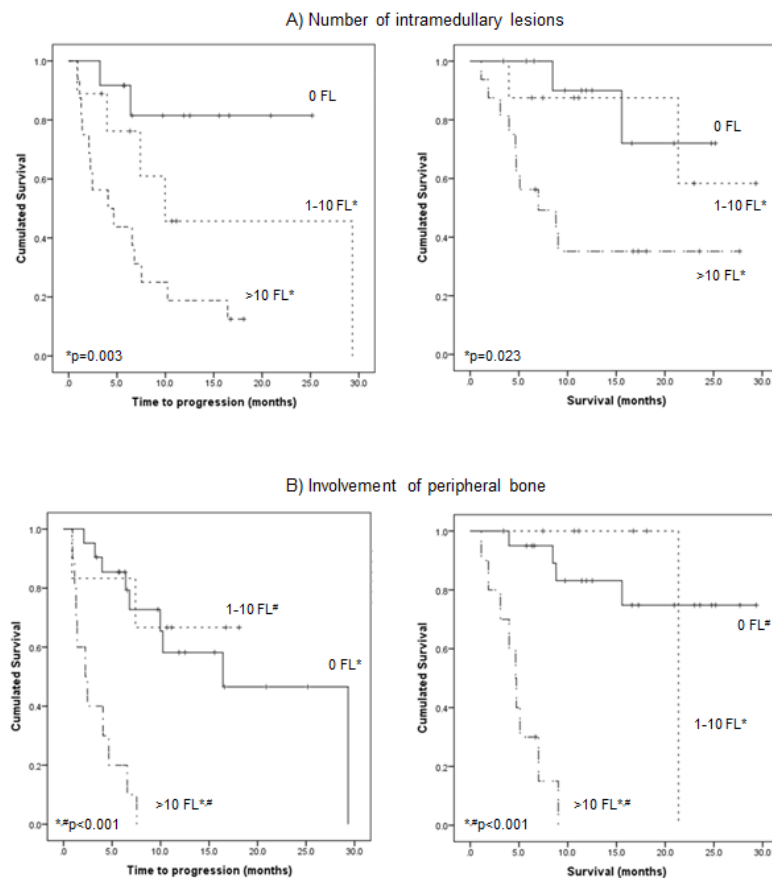 A) Number of intramedullary lesions
Cumulated Survival
1.0
0.8
0.6
0.4
0.2
0.0
0 FL
1-10 FL*
>10 FL*
*p=0.003
.0 5.0 10.0 15.0 20.0 25.0 30.0
Time to progression (months)
Cumulated Survival
1.0
0.8
0.6
0.4
0.2
0.0
0 FL
1-10 FL*
>10 FL*
*p=0.023
.0 5.0 10.0 15.0 20.0 25.0 30.0
Survival (months)
B) Involvement of peripheral bone
Cumulated Survival
1.0
0.8
0.6
0.4
0.2
0.0
1-10 FL#
0 FL*
>10 FL*,#
*,#p<0.001
.0 5.0 10.0 15.0 20.0 25.0 30.0
Time to progression (months)
Cumulated Survival
1.0
0.8
0.6
0.4
0.2
0.0
0 FL#
1-10 FL*
>10 FL*,#
*,#p<0.001
.0 5.0 10.0 15.0 20.0 25.0 30.0
Survival (months)